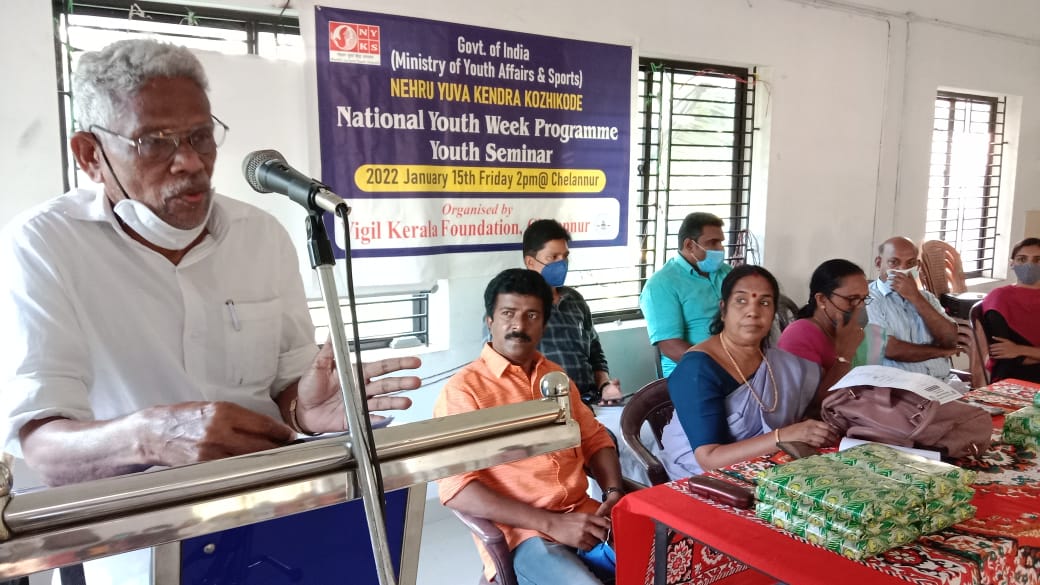 NYKS
Govt. of India
(Ministry of Youth Affairs & Sports)
NEHRU YUVA KENDRA KOZHIKODE
National Youth Week Programme
Youth Seminar
2022 January 15th Friday 2pm@ Chelannur
Organised by
Vigil Kerala Foundation,